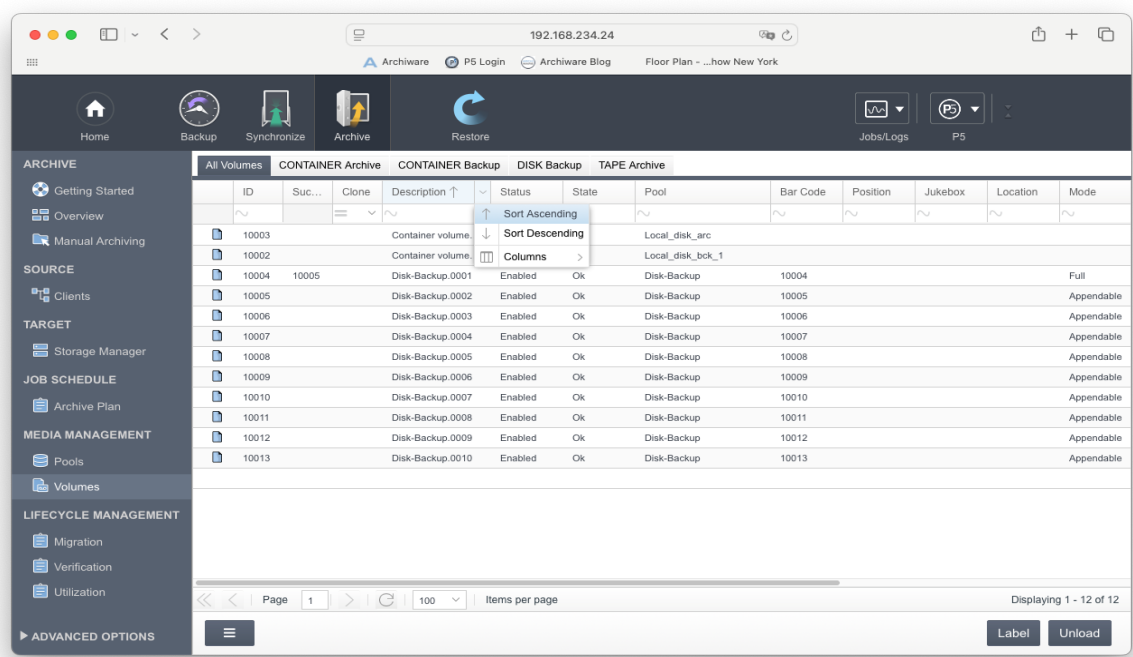 192.168.234.24
Archiware P5 Login Archiware Blog Floor Plan - ...how New York
Home Backup Synchronize Archive Restore Jobs/Logs P5 P5
ARCHIVE
Getting Started
Overview
Manual Archiving
SOURCE
Clients
TARGET
Storage Manager
JOB SCHEDULE
Archive Plan
MEDIA MANAGEMENT
Pools
Volumes
LIFECYCLE MANAGEMENT
Migration
Verification
Utilization
ADVANCED OPTIONS
All Volumes CONTAINER Archive CONTAINER Backup DISK Backup TAPE Archive
ID Suc... Clone Description Status State Pool Bar Code Position Jukebox Location Mode
Sort Ascending
Sort Descending
Columns
10003 Container volume. Local_disk_arc
10002 Container volume. Local_disk_bck_1
10004 10005 Disk-Backup.0001 Enabled Ok Disk-Backup 10004 Full
10005 Disk-Backup.0002 Enabled Ok Disk-Backup 10005 Appendable
10006 Disk-Backup.0003 Enabled Ok Disk-Backup 10006 Appendable
10007 Disk-Backup.0004 Enabled Ok Disk-Backup 10007 Appendable
10008 Disk-Backup.0005 Enabled Ok Disk-Backup 10008 Appendable
10009 Disk-Backup.0006 Enabled Ok Disk-Backup 10009 Appendable
10010 Disk-Backup.0007 Enabled Ok Disk-Backup 10010 Appendable
10011 Disk-Backup.0008 Enabled Ok Disk-Backup 10011 Appendable
10012 Disk-Backup.0009 Enabled Ok Disk-Backup 10012 Appendable
10013 Disk-Backup.0010 Enabled Ok Disk-Backup 10013 Appendable
Page 1 100 Items per page Displaying 1 - 12 of 12
Label Unload